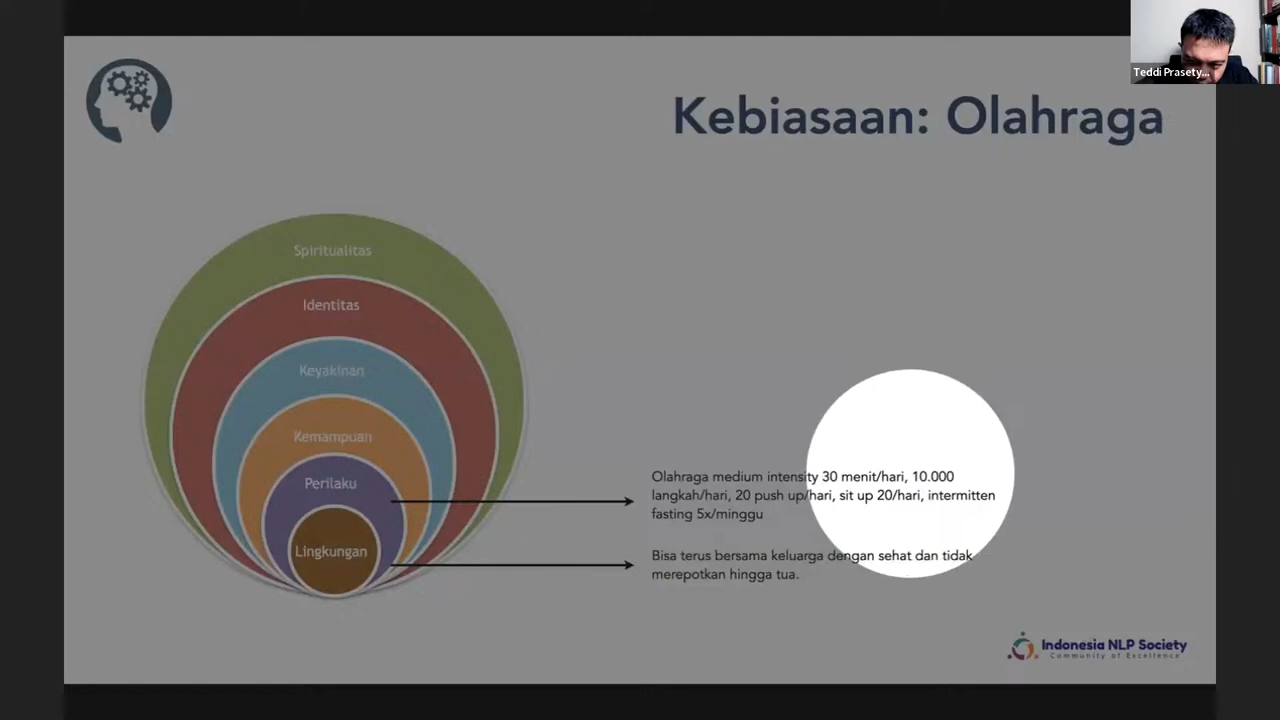 Teddi Prasety...
Kebiasaan: Olahraga
Spiritualitas
Identitas
Keyakinan
Kemampuan
Perilaku
Lingkungan
Olahraga medium intensity 30 menit/hari, 10.000
langkah/hari, 20 push up/hari, sit up 20/hari, intermitten
fasting 5x/minggu
Bisa terus bersama keluarga dengan sehat dan tidak
merepotkan hingga tua.
Indonesia NLP Society
Community of Excellence